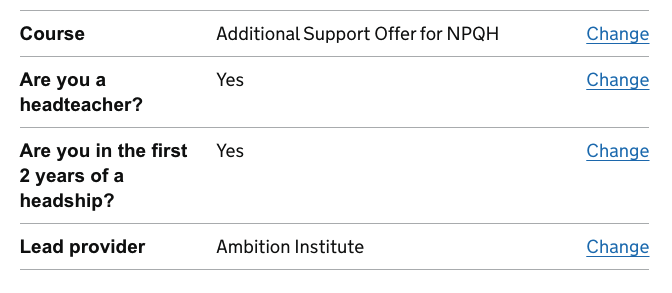 Course Additional Support Offer for NPQH Change
Are you a Yes Change
headteacher?
Are you in the first Yes Change
2 years of a
headship?
Lead provider Ambition Institute Change